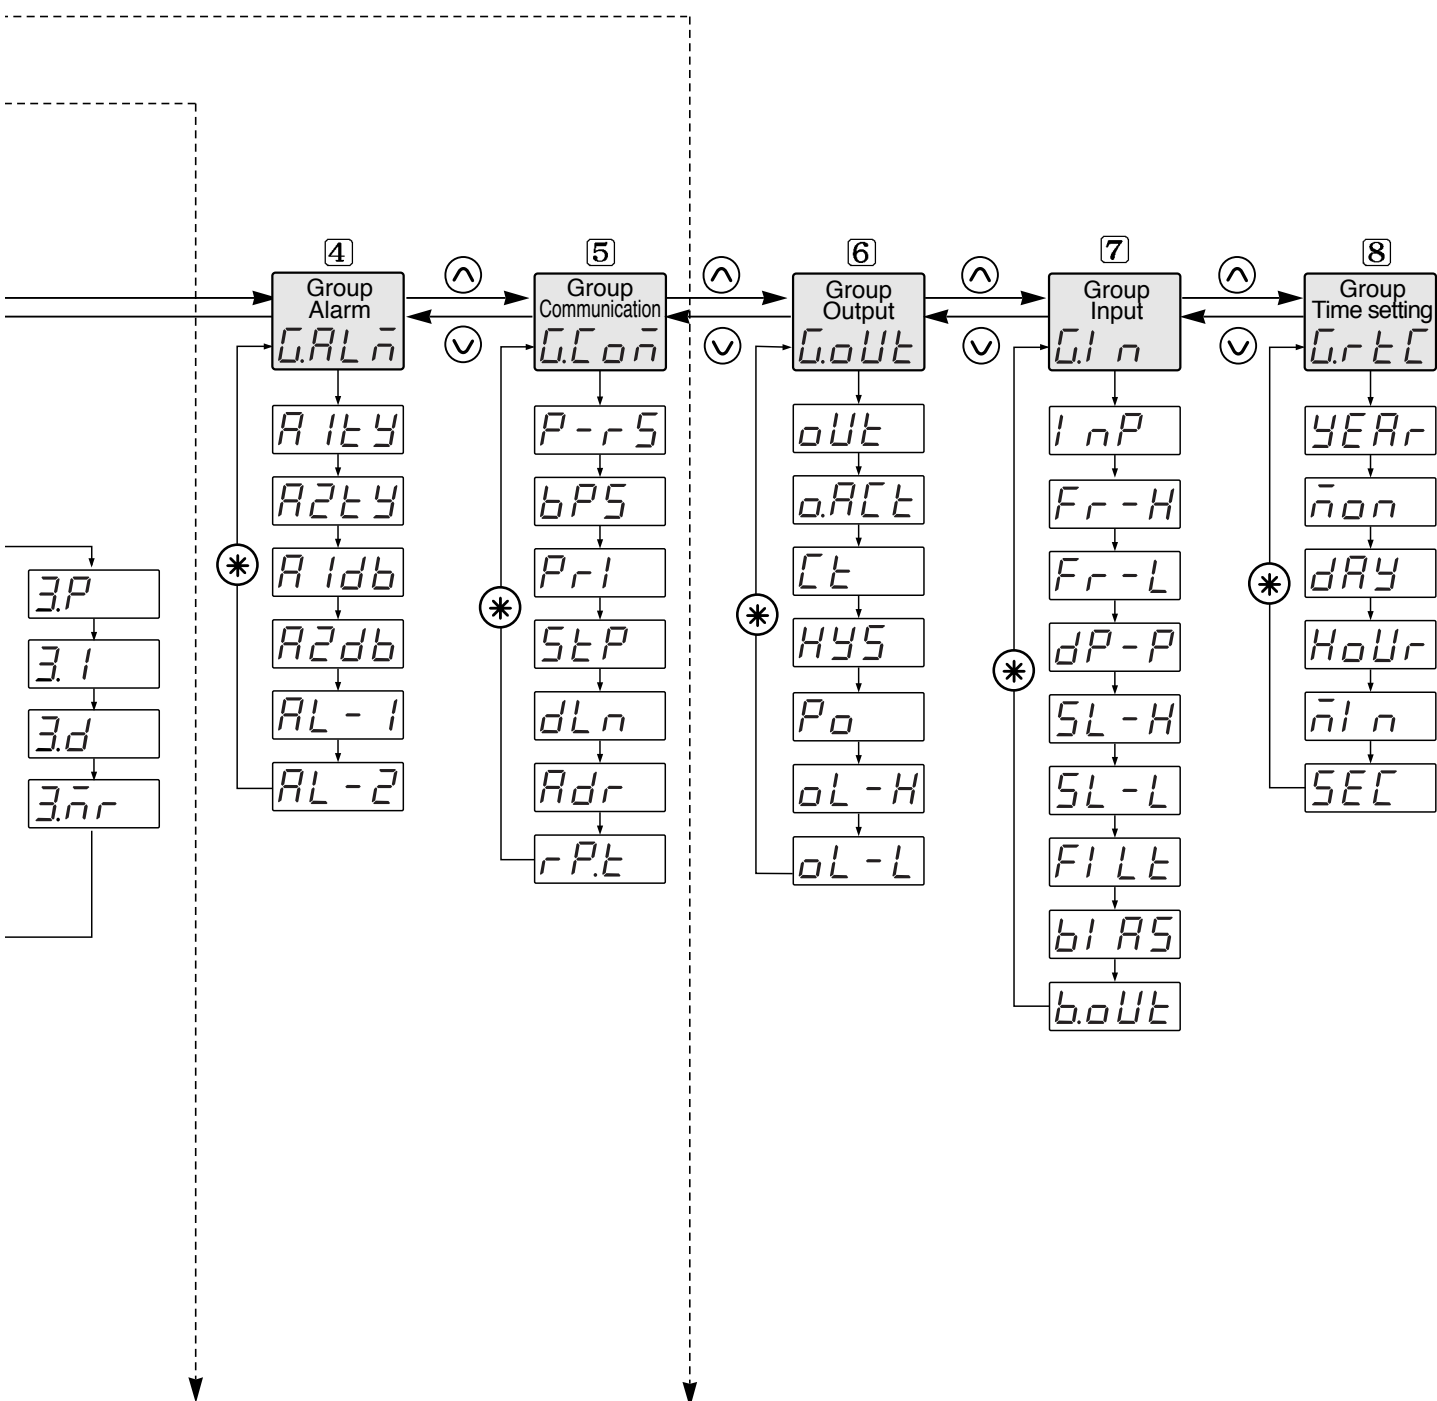 4
Group
Alarm
G.ALm
A1tY
A2tY
A1db
A2db
AL-1
AL-2
3.P
3.I
3.d
3.mr
5
Group
Communication
G.Com
P-rS
bPS
PrI
StP
dLn
Adr
rP.t
6
Group
Output
G.oUt
oUt
o.ACt
Ct
HYS
Po
oL-H
oL-L
7
Group
Input
G.In
InP
Fr-H
Fr-L
dP-P
SL-H
SL-L
FILt
bIAS
b.oUt
8
Group
Time setting
G.rtC
YEAr
mon
dAY
HoUr
mIn
SEC